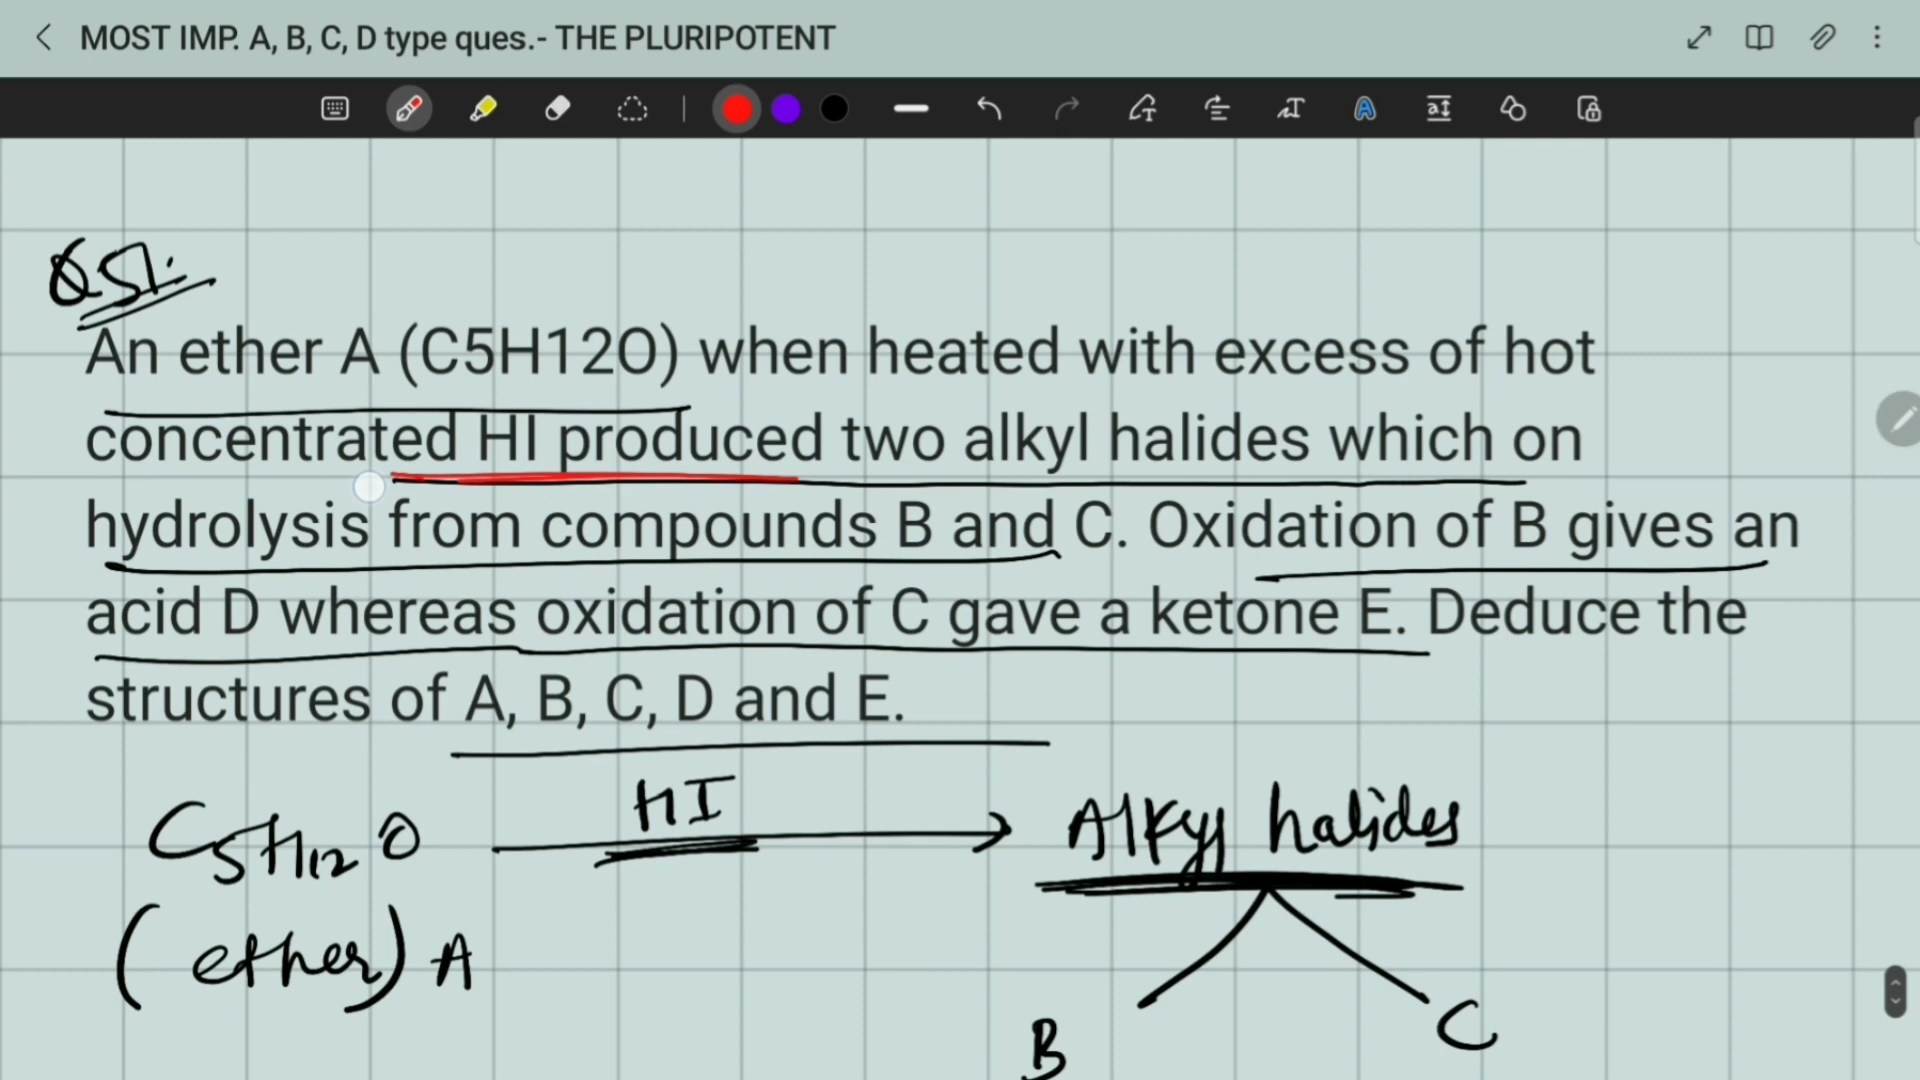 MOST IMP. A, B, C, D type ques.- THE PLURIPOTENT
Q51:
An ether A (C5H12O) when heated with excess of hot
concentrated HI produced two alkyl halides which on
hydrolysis from compounds B and C. Oxidation of B gives an
acid D whereas oxidation of C gave a ketone E. Deduce the
structures of A, B, C, D and E.
C5H12O HI Alkyl halides
(ether) A
B C